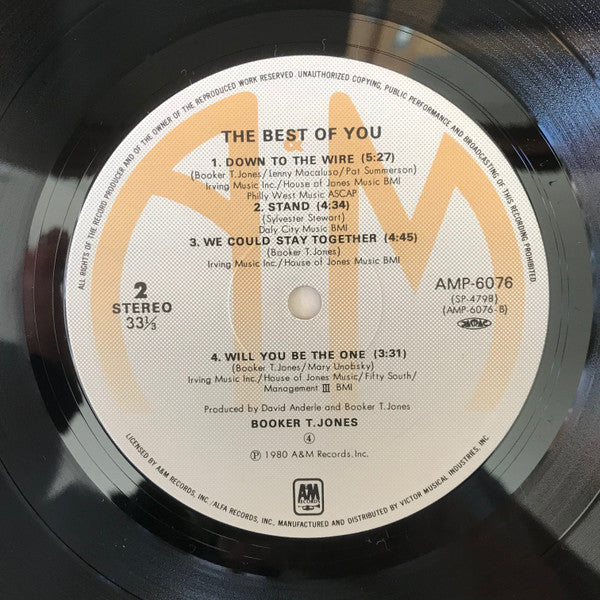 ALL RIGHTS OF THE RECORD PRODUCER AND OF THE OWNER OF THE REPRODUCED WORK RESERVED. UNAUTHORIZED COPYING, PUBLIC PERFORMANCE AND BROADCASTING OF THIS RECORD PROHIBITED
A&M
THE BEST OF YOU
1. DOWN TO THE WIRE (5:27)
(Booker T. Jones/Lenny Macaluso/Pat Summerson)
Irving Music Inc./House of Jones Music BMI
Philly West Music ASCAP
2. STAND (4:34)
(Sylvester Stewart)
Daly City Music BMI
3. WE COULD STAY TOGETHER (4:45)
(Booker T. Jones)
Irving Music Inc./House of Jones Music BMI
2
STEREO
33⅓
AMP-6076
(SP-4798)
(AMP-6076-B)
4. WILL YOU BE THE ONE (3:31)
(Booker T. Jones/Mary Unobsky)
Irving Music Inc./House of Jones Music/Fifty South/
Management III BMI
Produced by David Anderle and Booker T. Jones
BOOKER T. JONES
④
Ⓟ 1980 A&M Records, Inc.
A&M
RECORDS
LICENSED BY A&M RECORDS, INC./ALFA RECORDS, INC., MANUFACTURED AND DISTRIBUTED BY VICTOR MUSICAL INDUSTRIES, INC.